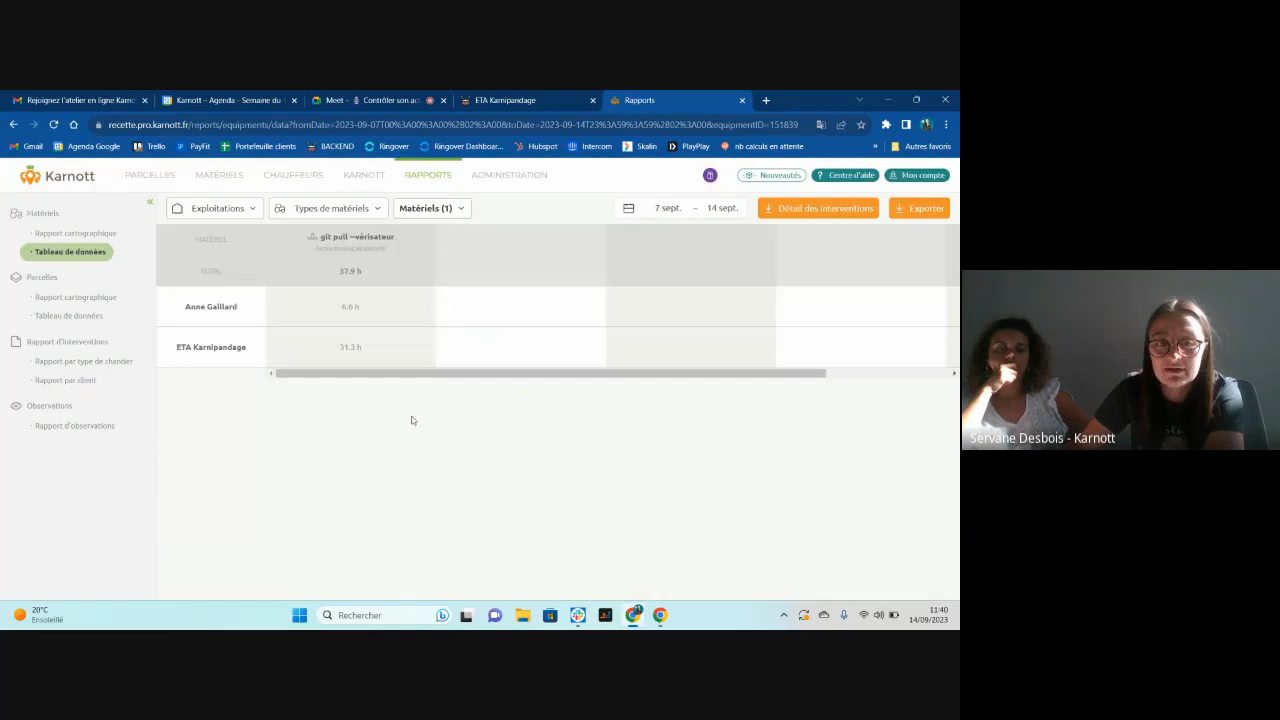 Rejoignez l'atelier en ligne Karno
Karnott – Agenda - Semaine du 1
Meet –
Contrôler son act
ETA Karnipandage
Rapports
recette.pro.karnott.fr/reports/equipments/data?fromDate=2023-09-07T00%3A00%3A00%2B02%3A00&toDate=2023-09-14T23%3A59%3A59%2B02%3A00&equipmentID=151839
Gmail
Agenda Google
Trello
PayFit
Portefeuille clients
BACKEND
Ringover
Ringover Dashboar...
Hubspot
Intercom
Skalin
PlayPlay
nb calculs en attente
»
Autres favoris
Karnott
PARCELLES
MATÉRIELS
CHAUFFEURS
KARNOTT
RAPPORTS
ADMINISTRATION
Nouveautés
Centre d'aide
Mon compte
Exploitations
Types de matériels
Matériels (1)
7 sept. – 14 sept.
Détail des interventions
Exporter
Matériels
Rapport cartographique
Tableau de données
Parcelles
Rapport cartographique
Tableau de données
Rapport d'interventions
Rapport par type de chantier
Rapport par client
Observations
Rapport d'observations
MATÉRIEL
git pull --vérisateur
TOTAL
37.9 h
Anne Gaillard
6.6 h
ETA Karnipandage
31.3 h
Servane Desbois - Karnott
20°C
Ensoleillé
Rechercher
11:40
14/09/2023